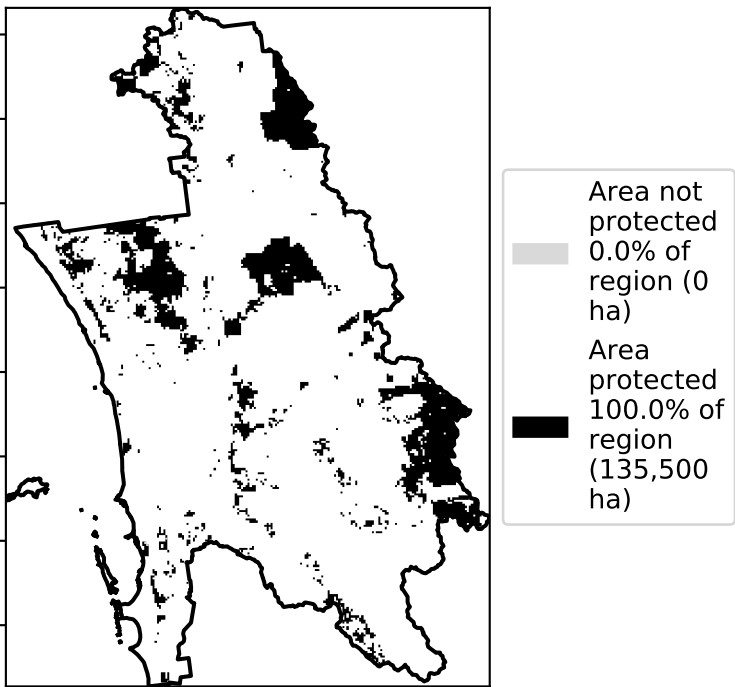 Area not
protected
0.0% of
region (0
ha)
Area
protected
100.0% of
region
(135,500
ha)